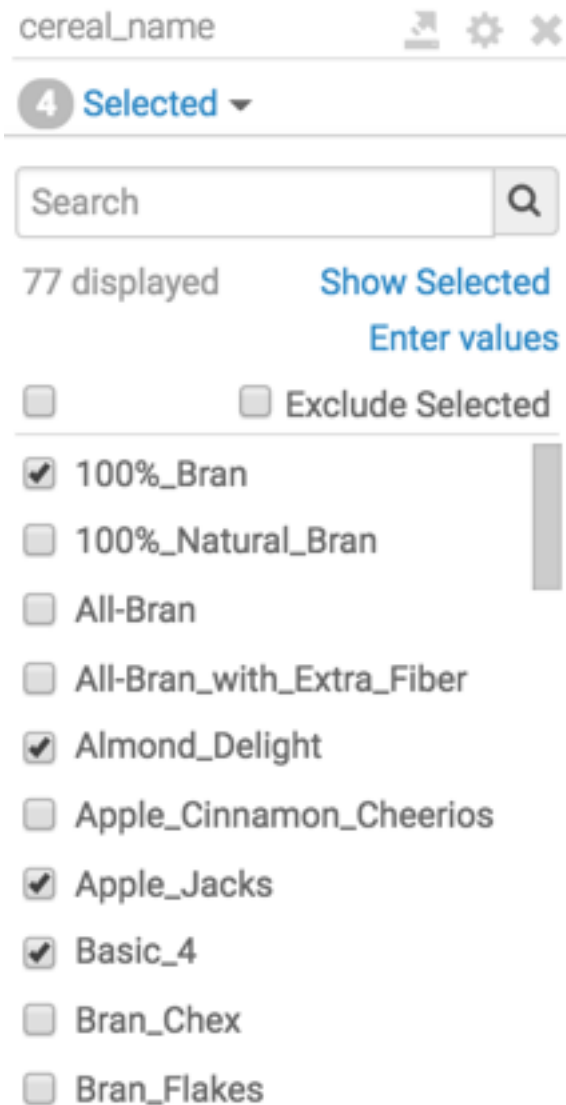 cereal_name
4 Selected
Search
77 displayed Show Selected
Enter values
Exclude Selected
100%_Bran
100%_Natural_Bran
All-Bran
All-Bran_with_Extra_Fiber
Almond_Delight
Apple_Cinnamon_Cheerios
Apple_Jacks
Basic_4
Bran_Chex
Bran_Flakes